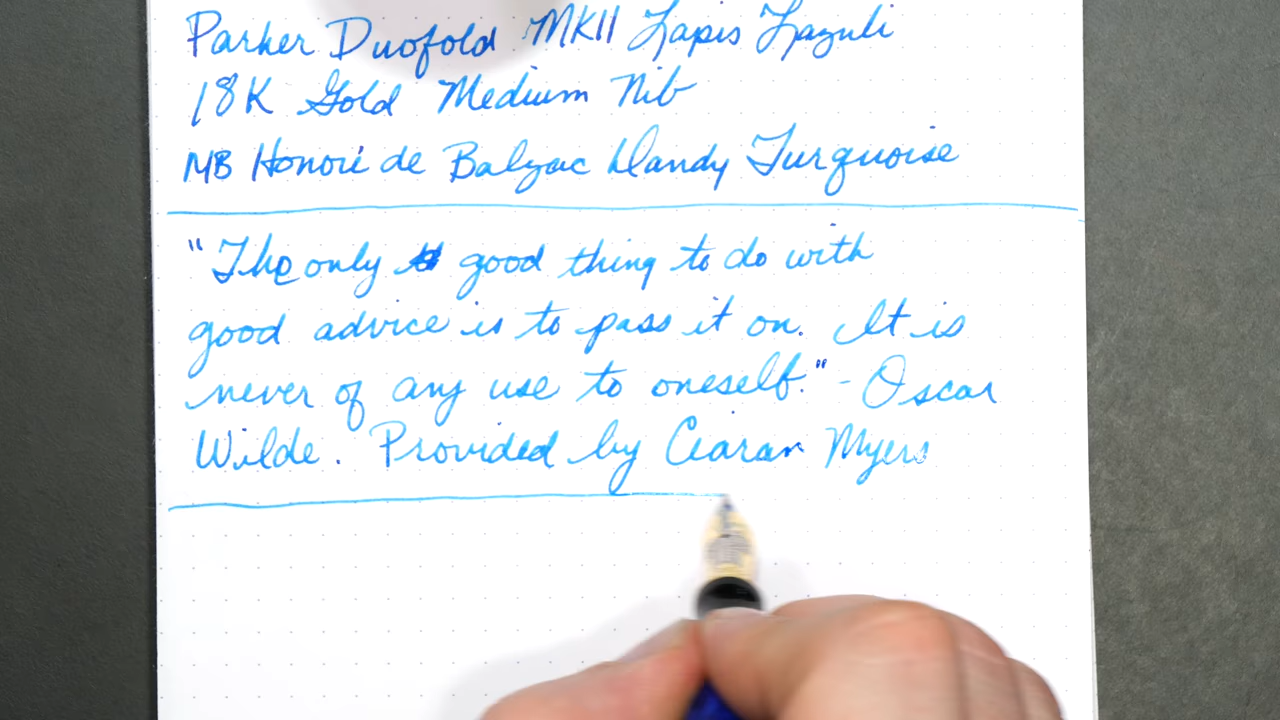 Parker Duofold MKII Lapis Lazuli
18K Gold Medium Nib
MB Honoré de Balzac Dandy Turquoise
"The only good thing to do with
good advice is to pass it on. It is
never of any use to oneself." - Oscar
Wilde. Provided by Ciaran Myers